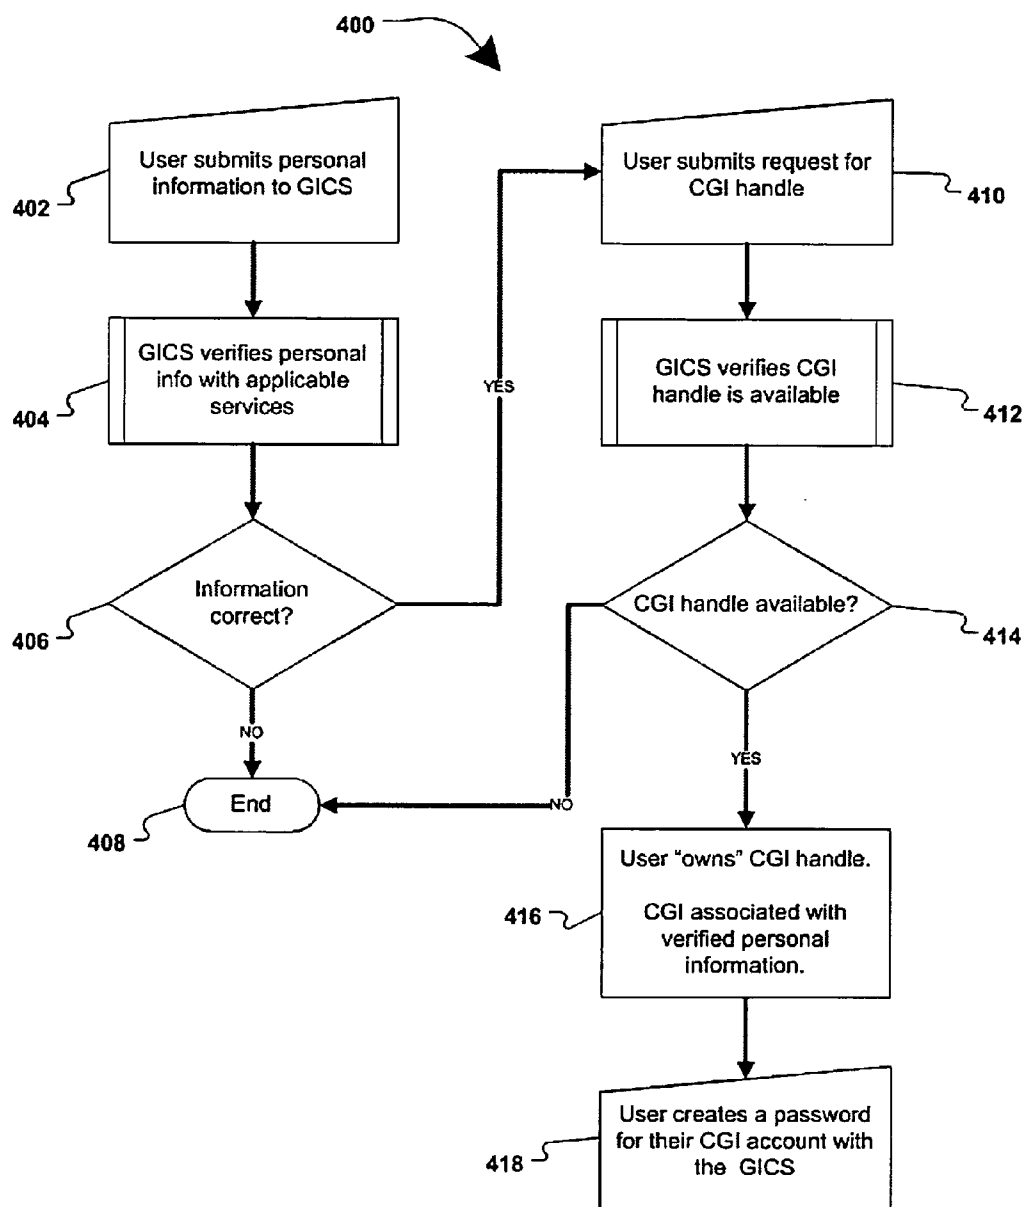 400
User submits personal
information to GICS
402
GICS verifies personal
info with applicable
services
404
Information
correct?
406
YES
NO
End
408
User submits request for
CGI handle
410
GICS verifies CGI
handle is available
412
CGI handle available?
414
NO
YES
User “owns” CGI handle.
CGI associated with
verified personal
information.
416
User creates a password
for their CGI account with
the GICS
418